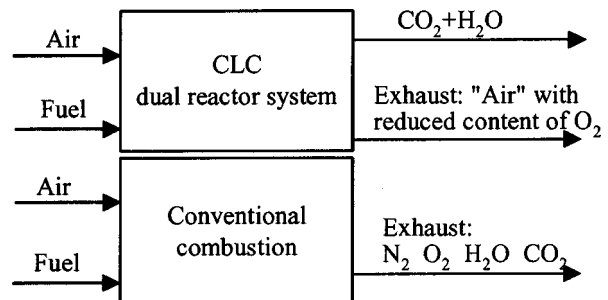 Air
Fuel
CLC
dual reactor system
CO₂+H₂O
Exhaust: "Air" with
reduced content of O₂
Air
Fuel
Conventional
combustion
Exhaust:
N₂ O₂ H₂O CO₂